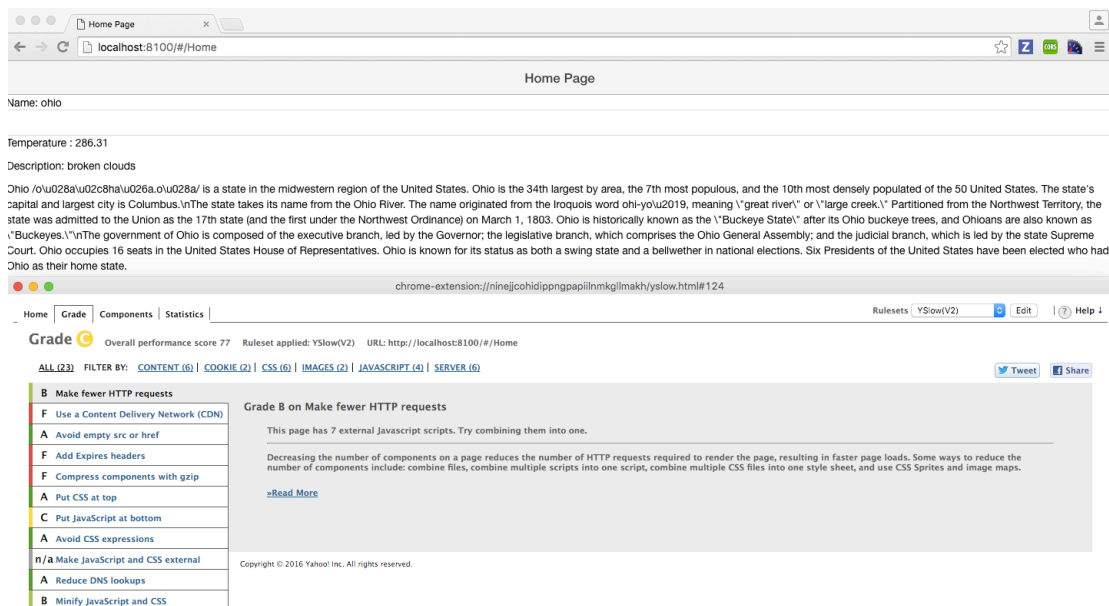 Home Page
localhost:8100/#/Home
Z CORS
Home Page
Name: ohio
Temperature : 286.31
Description: broken clouds
Ohio /o\u028a\u02c8ha\u026a.o\u028a/ is a state in the midwestern region of the United States. Ohio is the 34th largest by area, the 7th most populous, and the 10th most densely populated of the 50 United States. The state's
capital and largest city is Columbus.\nThe state takes its name from the Ohio River. The name originated from the Iroquois word ohi-yo\u2019, meaning \"great river\" or \"large creek.\" Partitioned from the Northwest Territory, the
state was admitted to the Union as the 17th state (and the first under the Northwest Ordinance) on March 1, 1803. Ohio is historically known as the \"Buckeye State\" after its Ohio buckeye trees, and Ohioans are also known as
\"Buckeyes.\"\nThe government of Ohio is composed of the executive branch, led by the Governor; the legislative branch, which comprises the Ohio General Assembly; and the judicial branch, which is led by the state Supreme
Court. Ohio occupies 16 seats in the United States House of Representatives. Ohio is known for its status as both a swing state and a bellwether in national elections. Six Presidents of the United States have been elected who had
Ohio as their home state.
chrome-extension://ninejjcohidippngpapiilnmkgllmakh/yslow.html#124
Home Grade Components Statistics Rulesets YSlow(V2) Edit ? Help ↓
Grade C Overall performance score 77 Ruleset applied: YSlow(V2) URL: http://localhost:8100/#/Home
ALL (23) FILTER BY: CONTENT (6) | COOKIE (2) | CSS (6) | IMAGES (2) | JAVASCRIPT (4) | SERVER (6) Tweet Share
B Make fewer HTTP requests
F Use a Content Delivery Network (CDN)
A Avoid empty src or href
F Add Expires headers
F Compress components with gzip
A Put CSS at top
C Put JavaScript at bottom
A Avoid CSS expressions
n/a Make JavaScript and CSS external
A Reduce DNS lookups
B Minify JavaScript and CSS
Grade B on Make fewer HTTP requests
This page has 7 external Javascript scripts. Try combining them into one.
Decreasing the number of components on a page reduces the number of HTTP requests required to render the page, resulting in faster page loads. Some ways to reduce the
number of components include: combine files, combine multiple scripts into one script, combine multiple CSS files into one style sheet, and use CSS Sprites and image maps.
»Read More
Copyright © 2016 Yahoo! Inc. All rights reserved.